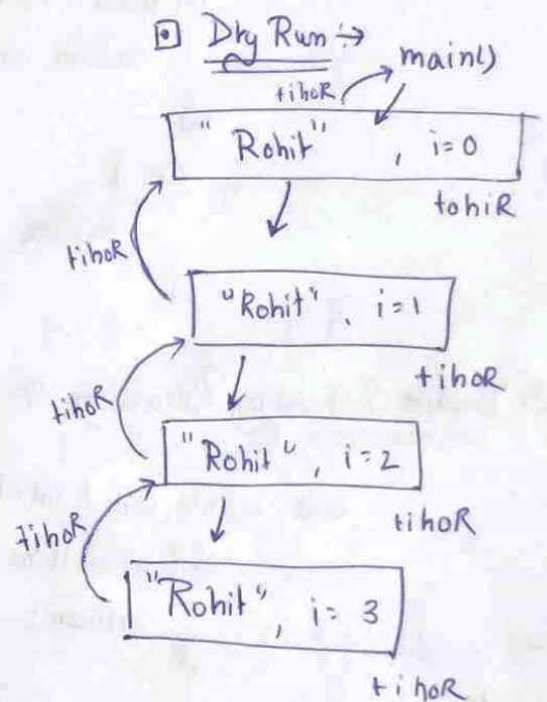 Dry Run :→
main()
tihoR
"Rohit" , i=0
tohiR
tihoR
"Rohit" , i=1
tihoR
tihoR
"Rohit" , i=2
tihoR
tihoR
"Rohit" , i= 3
tihoR